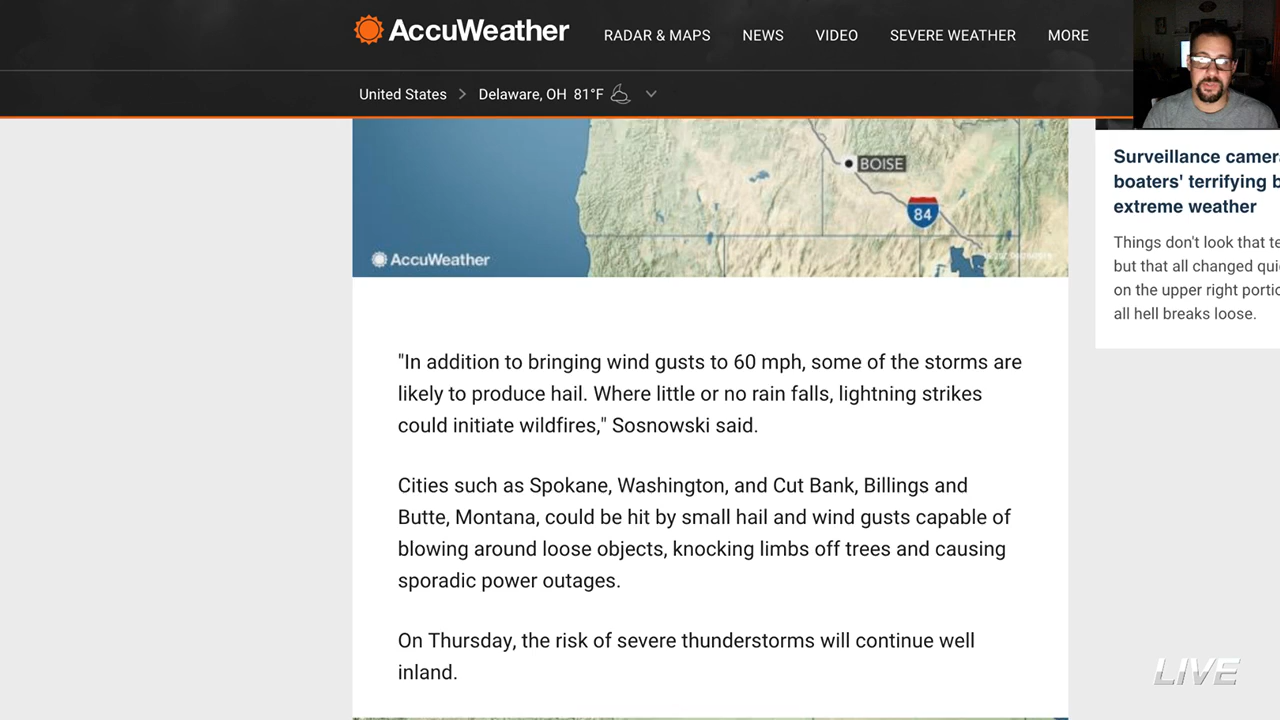 AccuWeather
RADAR & MAPS
NEWS
VIDEO
SEVERE WEATHER
MORE
United States > Delaware, OH 81°F
BOISE
84
AccuWeather
Surveillance camer
boaters' terrifying b
extreme weather
Things don't look that te
but that all changed qui
on the upper right portio
all hell breaks loose.
"In addition to bringing wind gusts to 60 mph, some of the storms are
likely to produce hail. Where little or no rain falls, lightning strikes
could initiate wildfires," Sosnowski said.
Cities such as Spokane, Washington, and Cut Bank, Billings and
Butte, Montana, could be hit by small hail and wind gusts capable of
blowing around loose objects, knocking limbs off trees and causing
sporadic power outages.
On Thursday, the risk of severe thunderstorms will continue well
inland.
LIVE